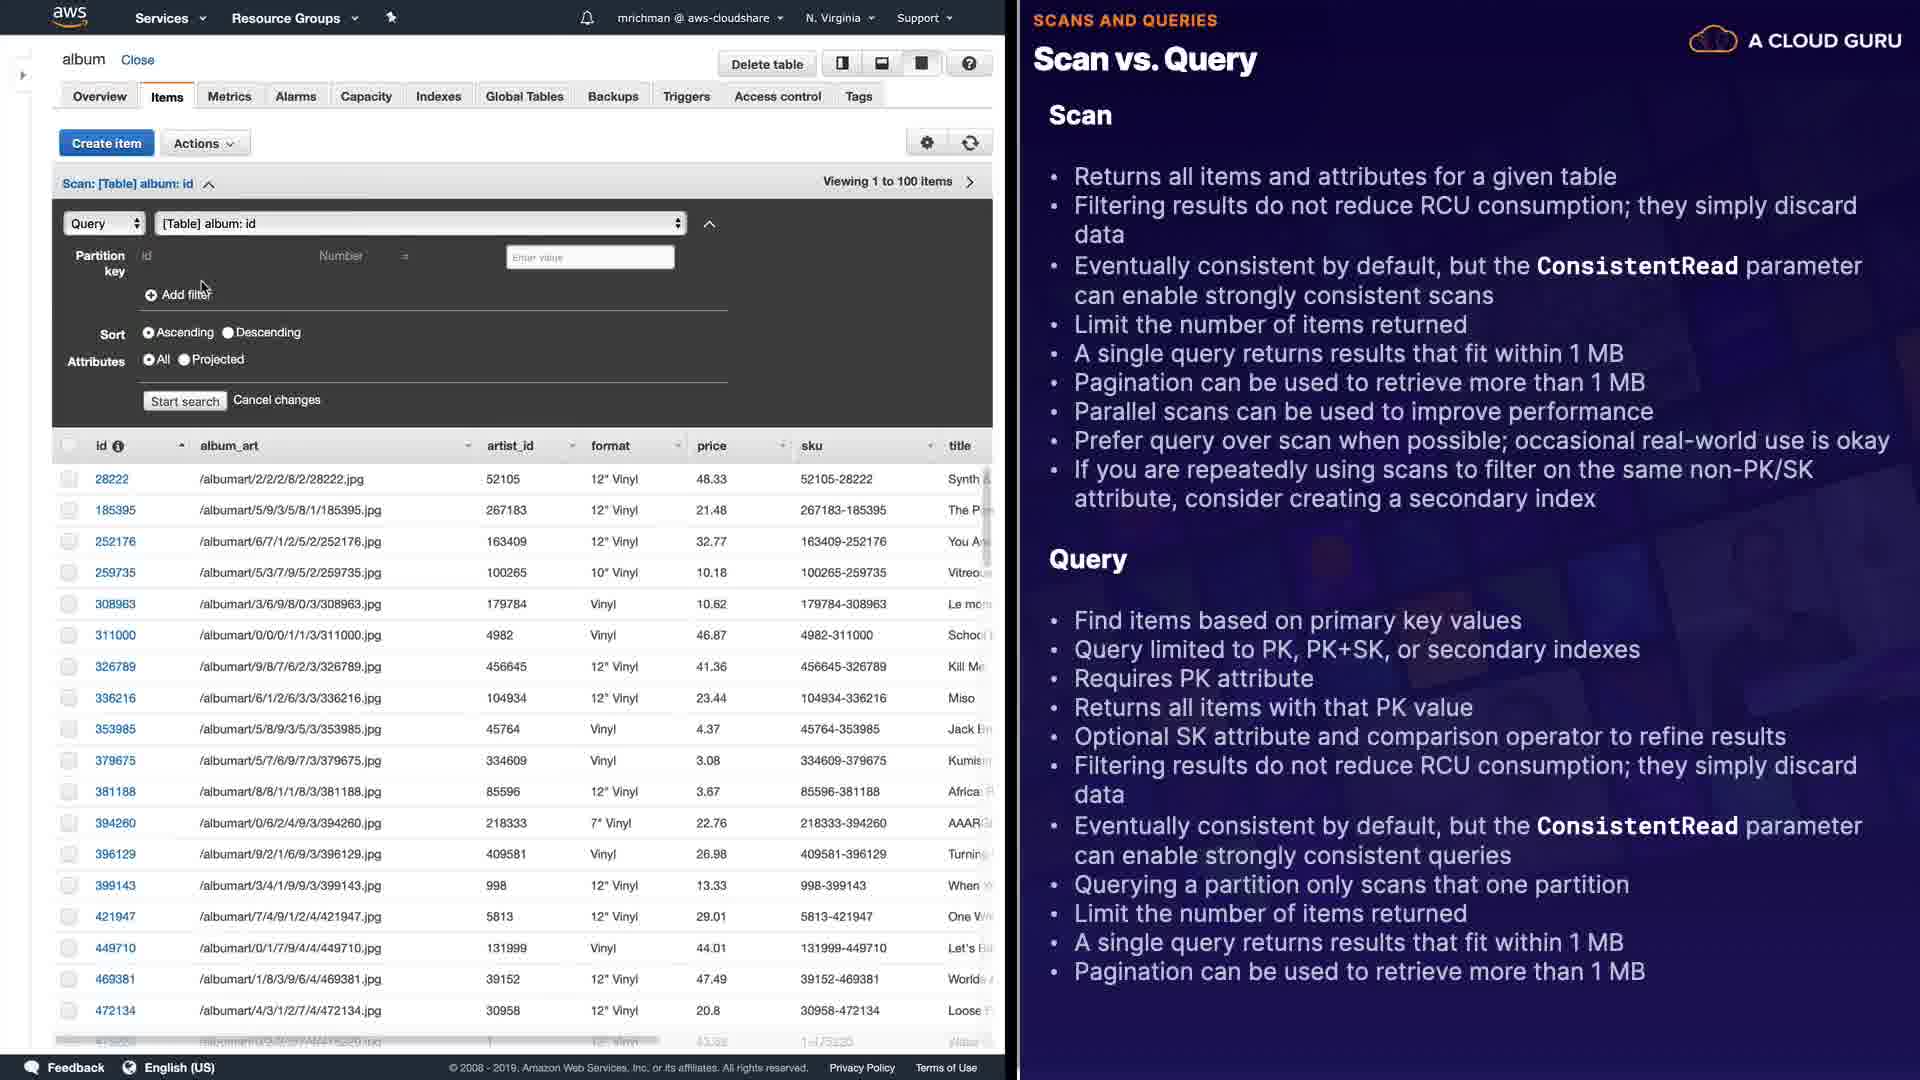 aws
Services
Resource Groups
mrichman @ aws-cloudshare
N. Virginia
Support
album
Close
Delete table
Overview
Items
Metrics
Alarms
Capacity
Indexes
Global Tables
Backups
Triggers
Access control
Tags
Create item
Actions
Scan: [Table] album: id
Viewing 1 to 100 items
Query
[Table] album: id
Partition key
id
Number
=
Enter value
Add filter
Sort
Ascending
Descending
Attributes
All
Projected
Start search
Cancel changes
id album_art artist_id format price sku title
28222 /albumart/2/2/2/8/2/28222.jpg 52105 12" Vinyl 48.33 52105-28222 Synth
185395 /albumart/5/9/3/5/8/1/185395.jpg 267183 12" Vinyl 21.48 267183-185395 The
252176 /albumart/6/7/1/2/5/2/252176.jpg 163409 12" Vinyl 32.77 163409-252176 You
259735 /albumart/5/3/7/9/5/2/259735.jpg 100265 10" Vinyl 10.18 100265-259735 Vitreou
308963 /albumart/3/6/9/8/0/3/308963.jpg 179784 Vinyl 10.62 179784-308963 Le mo
311000 /albumart/0/0/0/1/1/3/311000.jpg 4982 Vinyl 46.87 4982-311000 School
326789 /albumart/9/8/7/6/2/3/326789.jpg 456645 12" Vinyl 41.36 456645-326789 Kill Me
336216 /albumart/6/1/2/6/3/3/336216.jpg 104934 12" Vinyl 23.44 104934-336216 Miso
353985 /albumart/5/8/9/3/5/3/353985.jpg 45764 Vinyl 4.37 45764-353985 Jack
379675 /albumart/5/7/6/9/7/3/379675.jpg 334609 Vinyl 3.08 334609-379675 Kumis
381188 /albumart/8/8/1/1/8/3/381188.jpg 85596 12" Vinyl 3.67 85596-381188 Africa:
394260 /albumart/0/6/2/4/9/3/394260.jpg 218333 7" Vinyl 22.76 218333-394260 AAAR
396129 /albumart/9/2/1/6/9/3/396129.jpg 409581 Vinyl 26.98 409581-396129 Turning
399143 /albumart/3/4/1/9/9/3/399143.jpg 998 12" Vinyl 13.33 998-399143 When
421947 /albumart/7/4/9/1/2/4/421947.jpg 5813 12" Vinyl 29.01 5813-421947 One
449710 /albumart/0/1/7/9/4/4/449710.jpg 131999 Vinyl 44.01 131999-449710 Let's
469381 /albumart/1/8/3/9/6/4/469381.jpg 39152 12" Vinyl 47.49 39152-469381 Worlds
472134 /albumart/4/3/1/2/7/4/472134.jpg 30958 12" Vinyl 20.8 30958-472134 Loose
Feedback
English (US)
© 2008 - 2019, Amazon Web Services, Inc. or its affiliates. All rights reserved.
Privacy Policy
Terms of Use
SCANS AND QUERIES
Scan vs. Query
A CLOUD GURU
Scan
• Returns all items and attributes for a given table
• Filtering results do not reduce RCU consumption; they simply discard
data
• Eventually consistent by default, but the ConsistentRead parameter
can enable strongly consistent scans
• Limit the number of items returned
• A single query returns results that fit within 1 MB
• Pagination can be used to retrieve more than 1 MB
• Parallel scans can be used to improve performance
• Prefer query over scan when possible; occasional real-world use is okay
• If you are repeatedly using scans to filter on the same non-PK/SK
attribute, consider creating a secondary index
Query
• Find items based on primary key values
• Query limited to PK, PK+SK, or secondary indexes
• Requires PK attribute
• Returns all items with that PK value
• Optional SK attribute and comparison operator to refine results
• Filtering results do not reduce RCU consumption; they simply discard
data
• Eventually consistent by default, but the ConsistentRead parameter
can enable strongly consistent queries
• Querying a partition only scans that one partition
• Limit the number of items returned
• A single query returns results that fit within 1 MB
• Pagination can be used to retrieve more than 1 MB